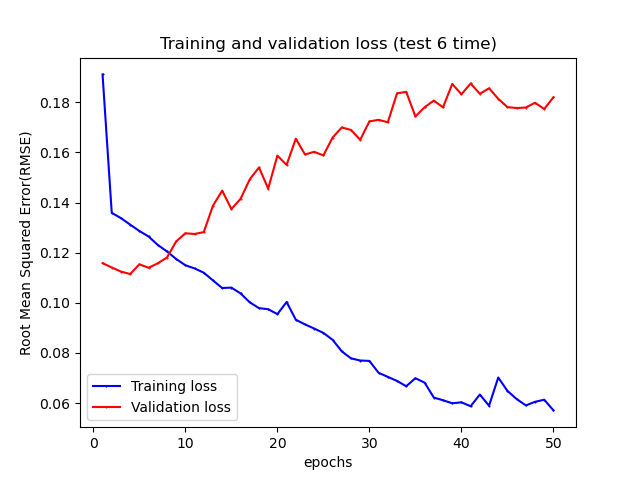 Training and validation loss (test 6 time)
0.18
0.16
0.14
0.12
0.10
0.08
0.06
Root Mean Squared Error(RMSE)
Training loss
Validation loss
0 10 20 30 40 50
epochs